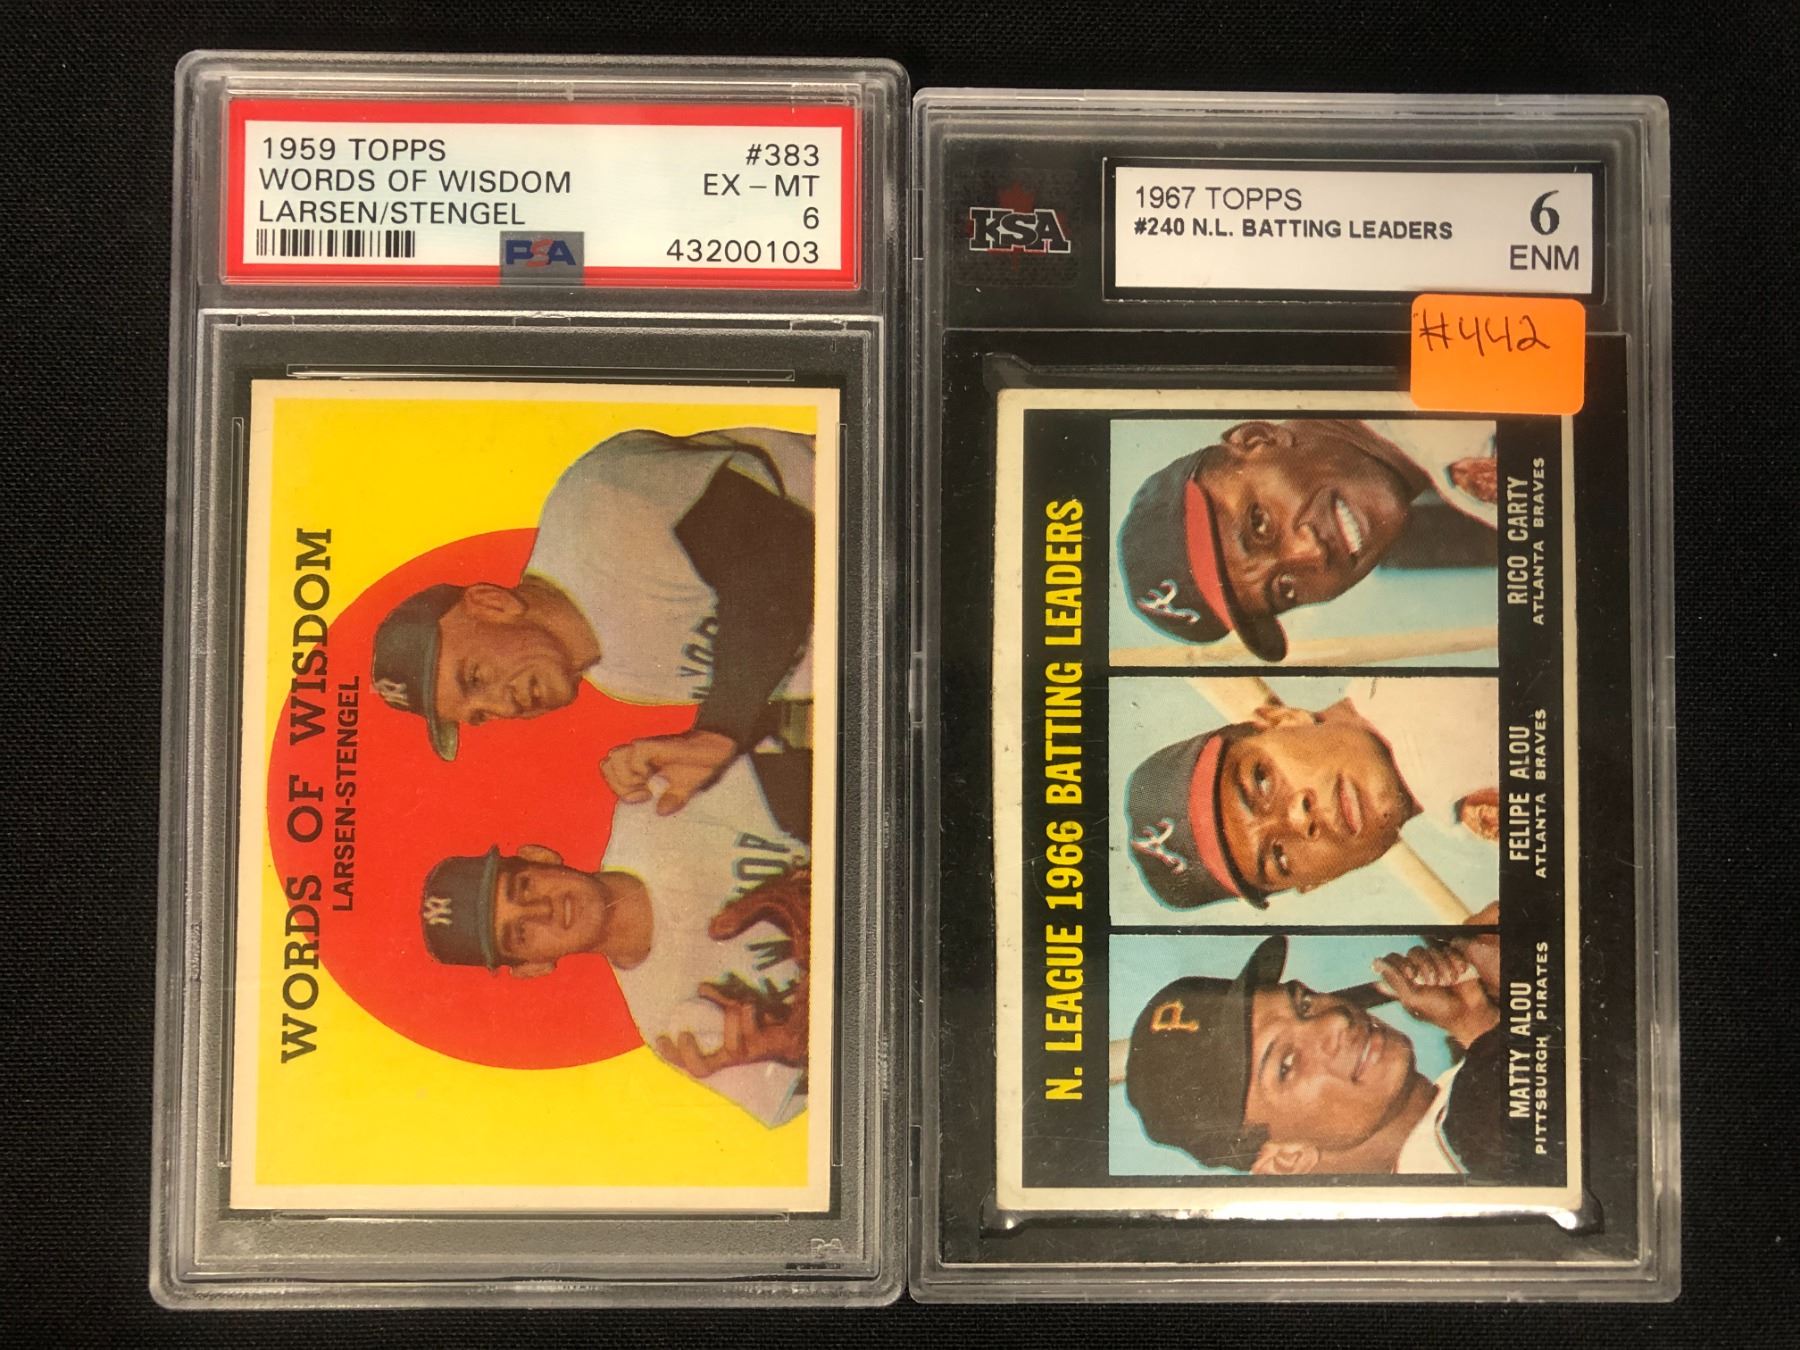 1959 TOPPS #383
WORDS OF WISDOM EX - MT
LARSEN/STENGEL 6
PSA 43200103
WORDS OF WISDOM
LARSEN-STENGEL
NY
NY
KSA
1967 TOPPS 6
#240 N.L. BATTING LEADERS
ENM
#442
N. LEAGUE 1966 BATTING LEADERS
P
A
A
MATTY ALOU
PITTSBURGH PIRATES
FELIPE ALOU
ATLANTA BRAVES
RICO CARTY
ATLANTA BRAVES